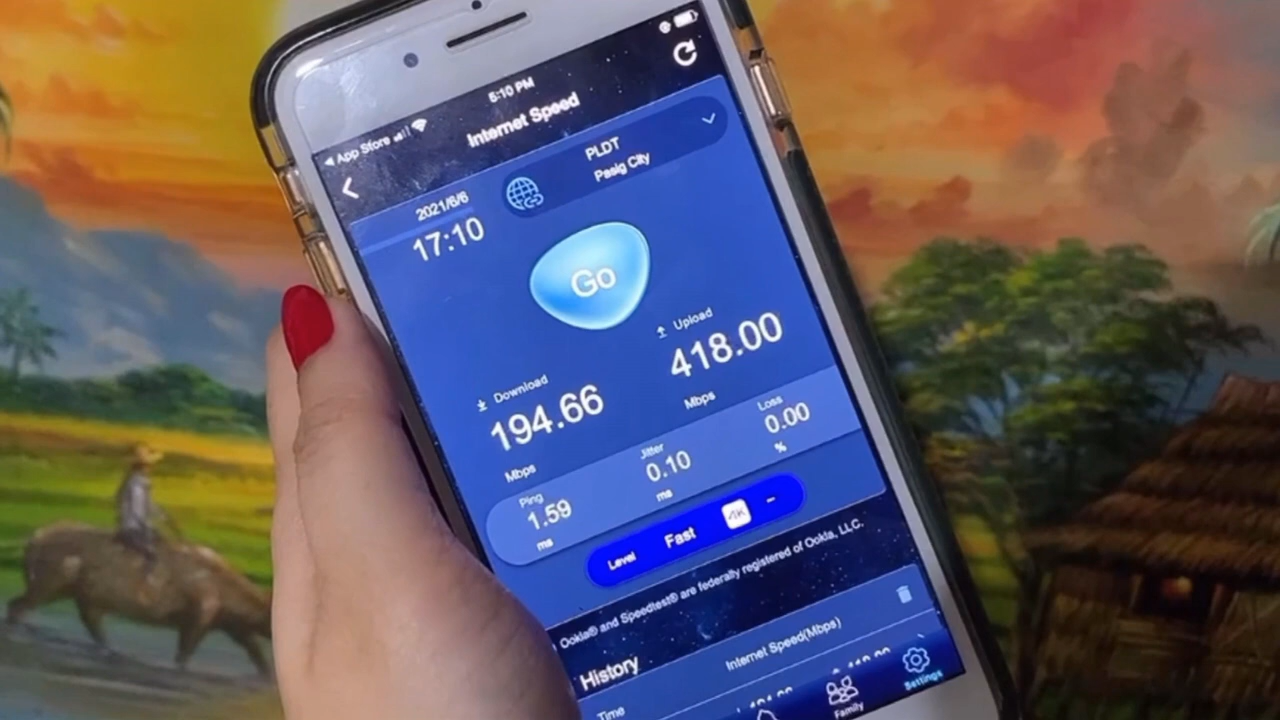 5:10 PM
◀ App Store
Internet Speed
PLDT
Pasig City
2021/6/6
17:10
Go
Upload
418.00
Mbps
Download
194.66
Mbps
Ping
1.59
ms
Jitter
0.10
ms
Loss
0.00
%
Level
Fast
4K
–
Ookla® and Speedtest® are federally registered of Ookla, LLC.
History
Time
Internet Speed(Mbps)
Family
Settings